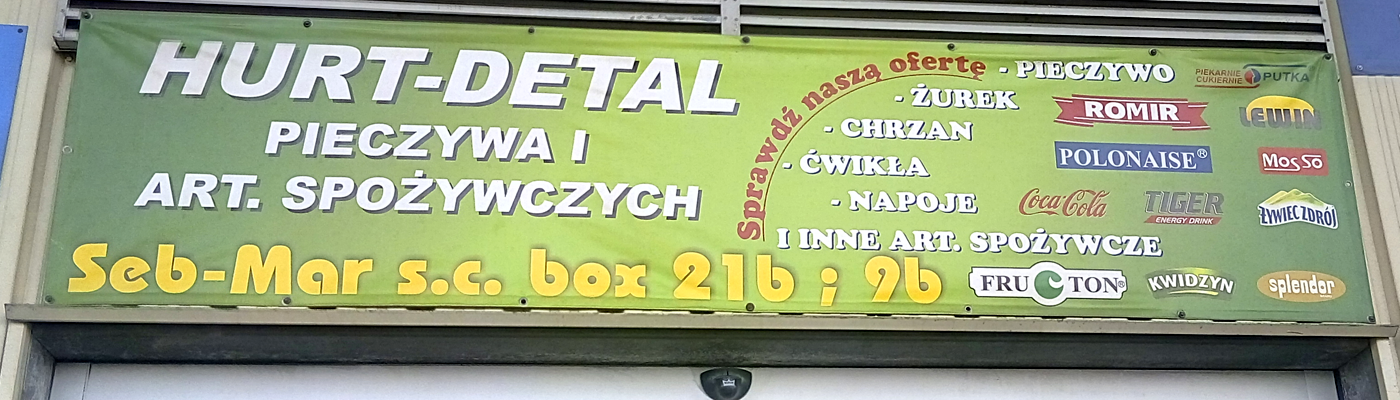 HURT-DETAL
PIECZYWA I
ART. SPOŻYWCZYCH
Seb-Mar s.c. box 21b ; 9b
Sprawdź naszą ofertę
- PIECZYWO
- ŻUREK
- CHRZAN
- ĆWIKŁA
- NAPOJE
I INNE ART. SPOŻYWCZE
PIEKARNIE
CUKIERNIE
PUTKA
ROMIR
LEWIN
POLONAISE®
MosSo
Coca-Cola
TIGER
ENERGY DRINK
ŻYWIEC ZDRÓJ
FRUCTON®
KWIDZYN
splendor